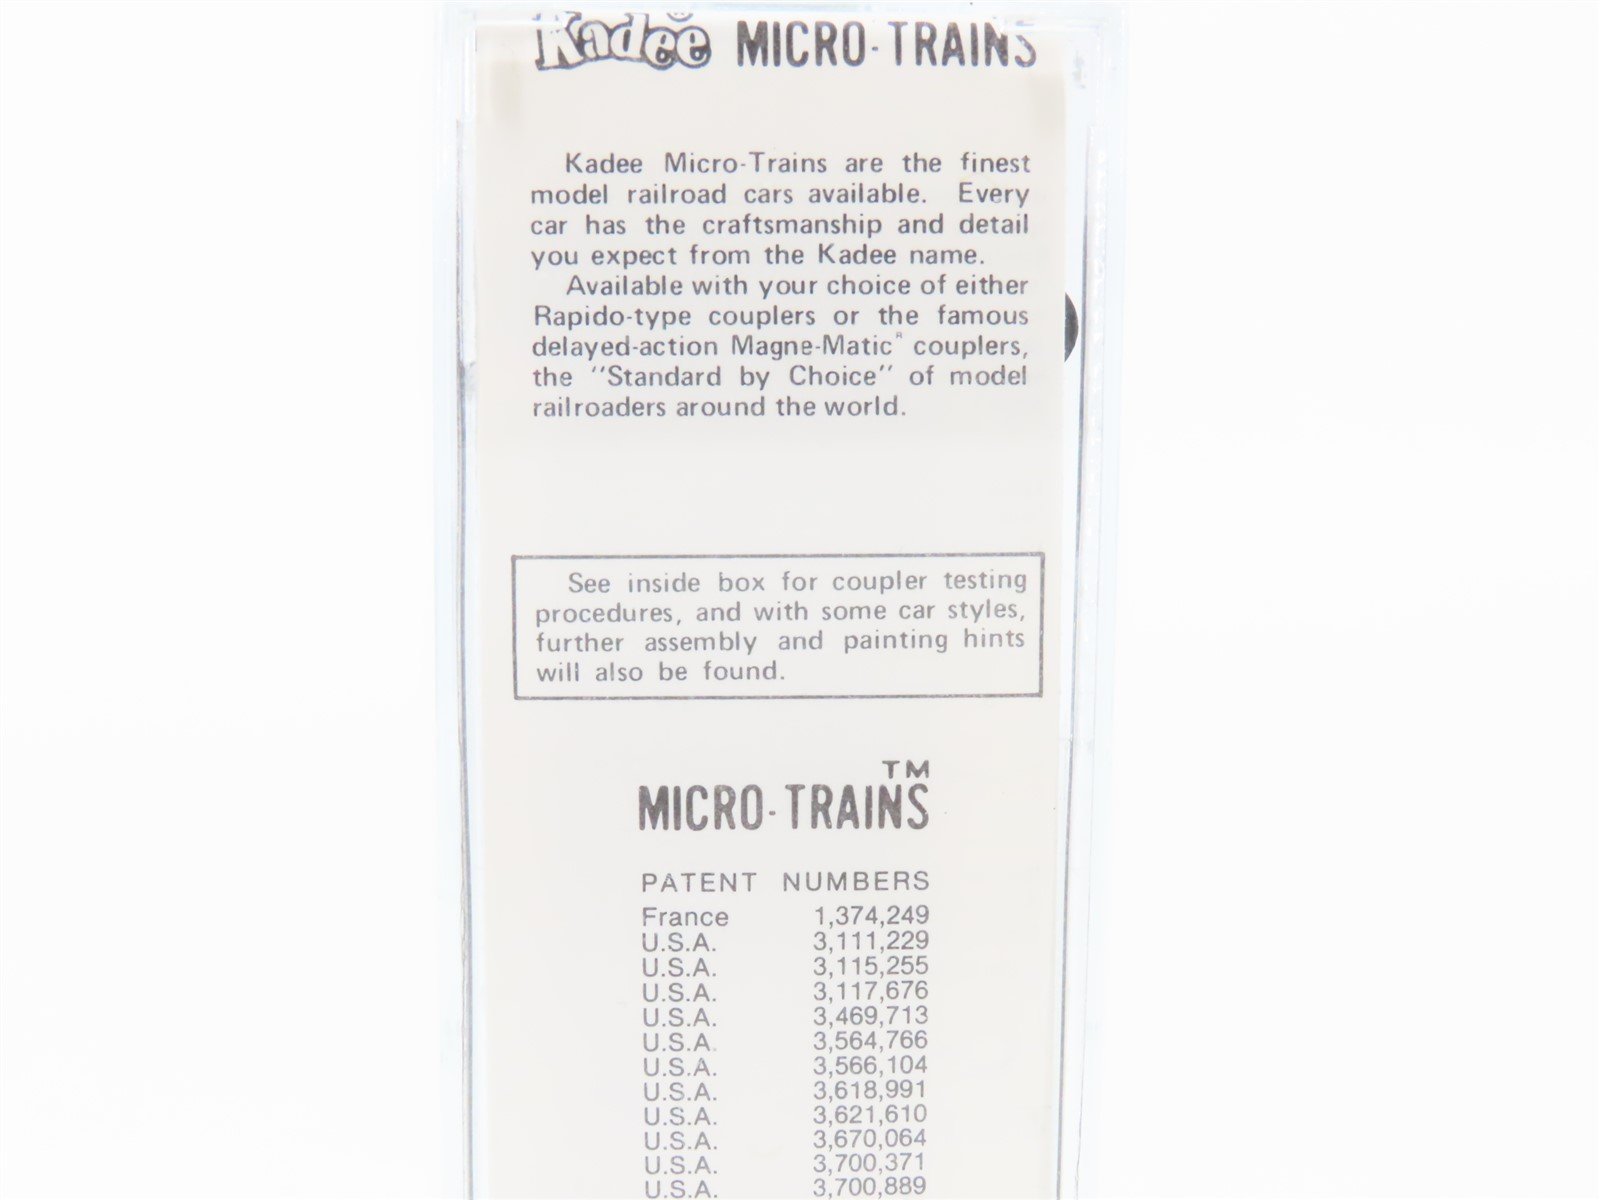 Kadee® MICRO-TRAINS
Kadee Micro-Trains are the finest
model railroad cars available. Every
car has the craftsmanship and detail
you expect from the Kadee name.
Available with your choice of either
Rapido-type couplers or the famous
delayed-action Magne-Matic® couplers,
the "Standard by Choice" of model
railroaders around the world.
See inside box for coupler testing
procedures, and with some car styles,
further assembly and painting hints
will also be found.
MICRO-TRAINS™
PATENT NUMBERS
France 1,374,249
U.S.A. 3,111,229
U.S.A. 3,115,255
U.S.A. 3,117,676
U.S.A. 3,469,713
U.S.A. 3,564,766
U.S.A. 3,566,104
U.S.A. 3,618,991
U.S.A. 3,621,610
U.S.A. 3,670,064
U.S.A. 3,700,371
U.S.A. 3,700,889